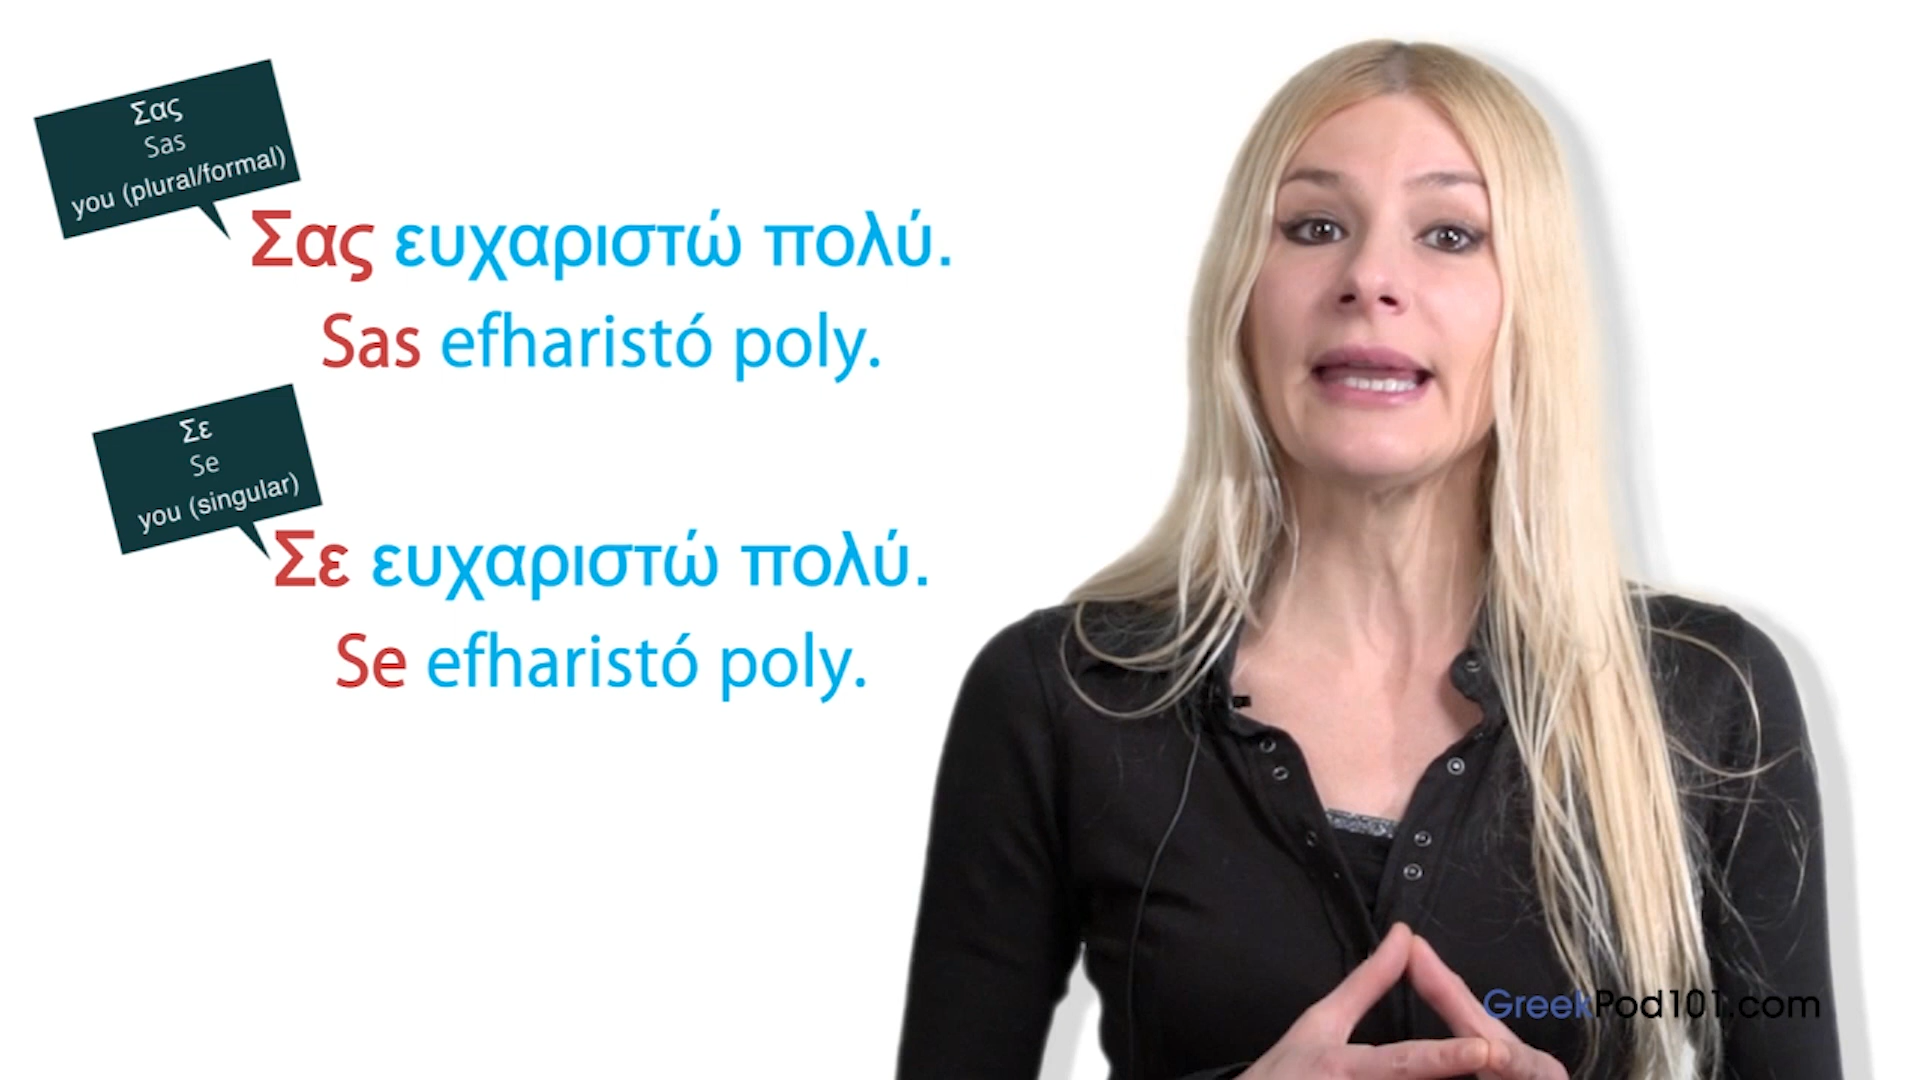 Σας
Sas
you (plural/formal)
Σας ευχαριστώ πολύ.
Sas efharistó poly.
Σε
Se
you (singular)
Σε ευχαριστώ πολύ.
Se efharistó poly.
GreekPod101.com